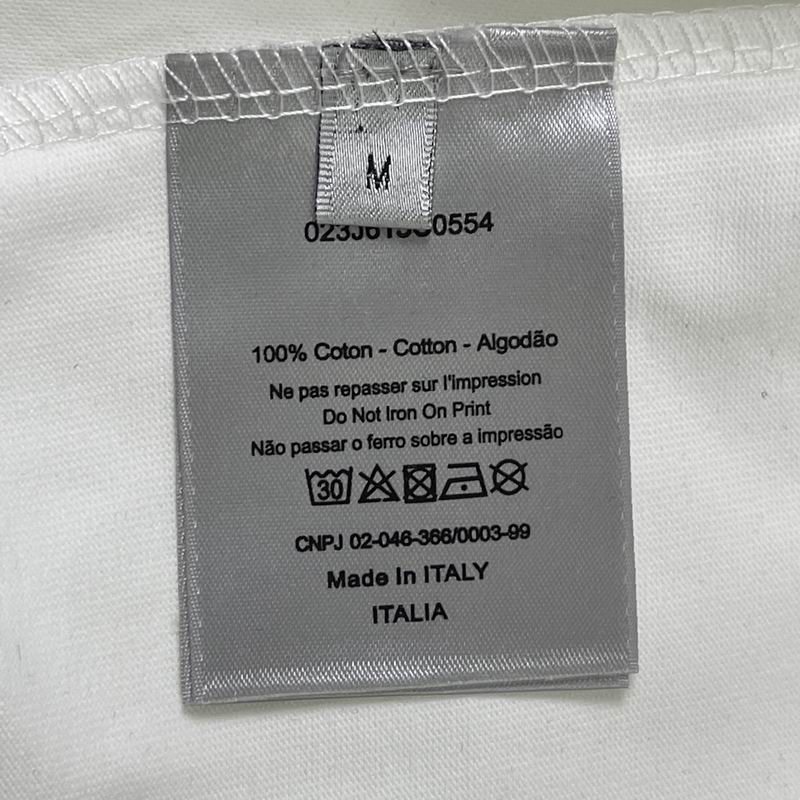 M
100% Coton - Cotton - Algodão
Ne pas repasser sur l'impression
Do Not Iron On Print
Não passar o ferro sobre a impressão
30
CNPJ 02-046-366/0003-99
Made In ITALY
ITALIA